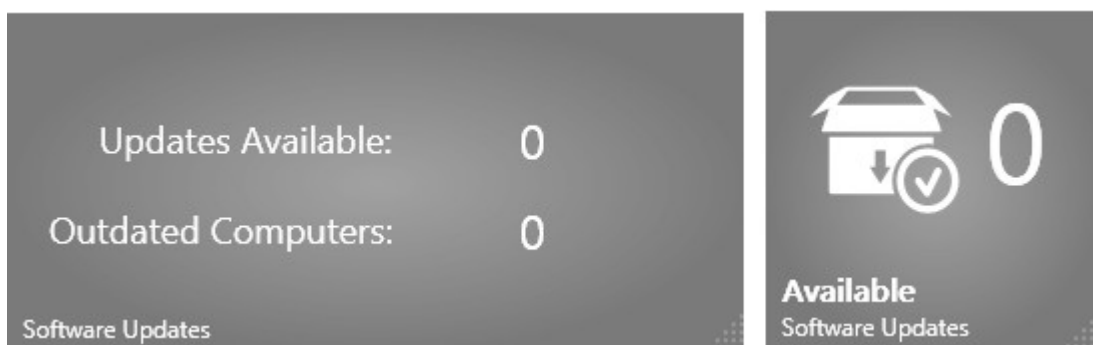 Updates Available: 0
Outdated Computers: 0
Software Updates
0
Available
Software Updates